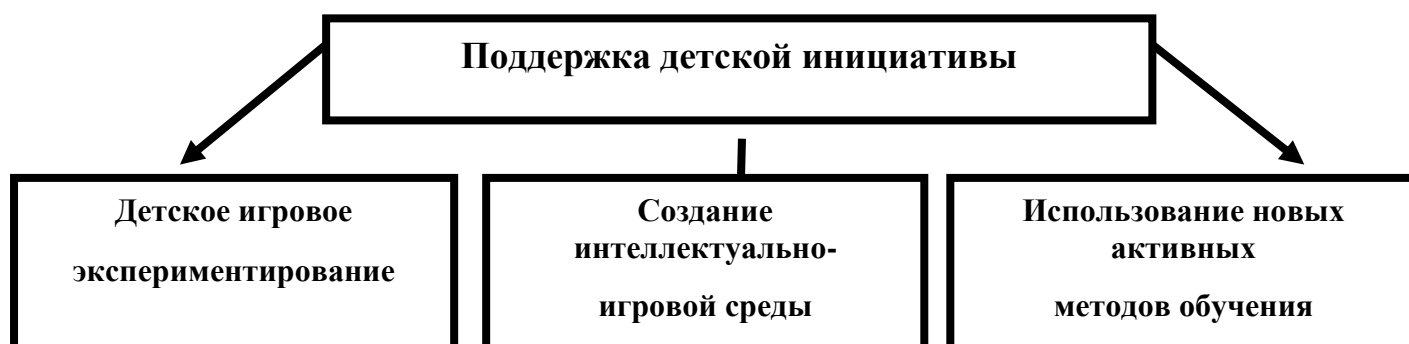 Поддержка детской инициативы
Детское игровое
экспериментирование
Создание
интеллектуально-
игровой среды
Использование новых
активных
методов обучения